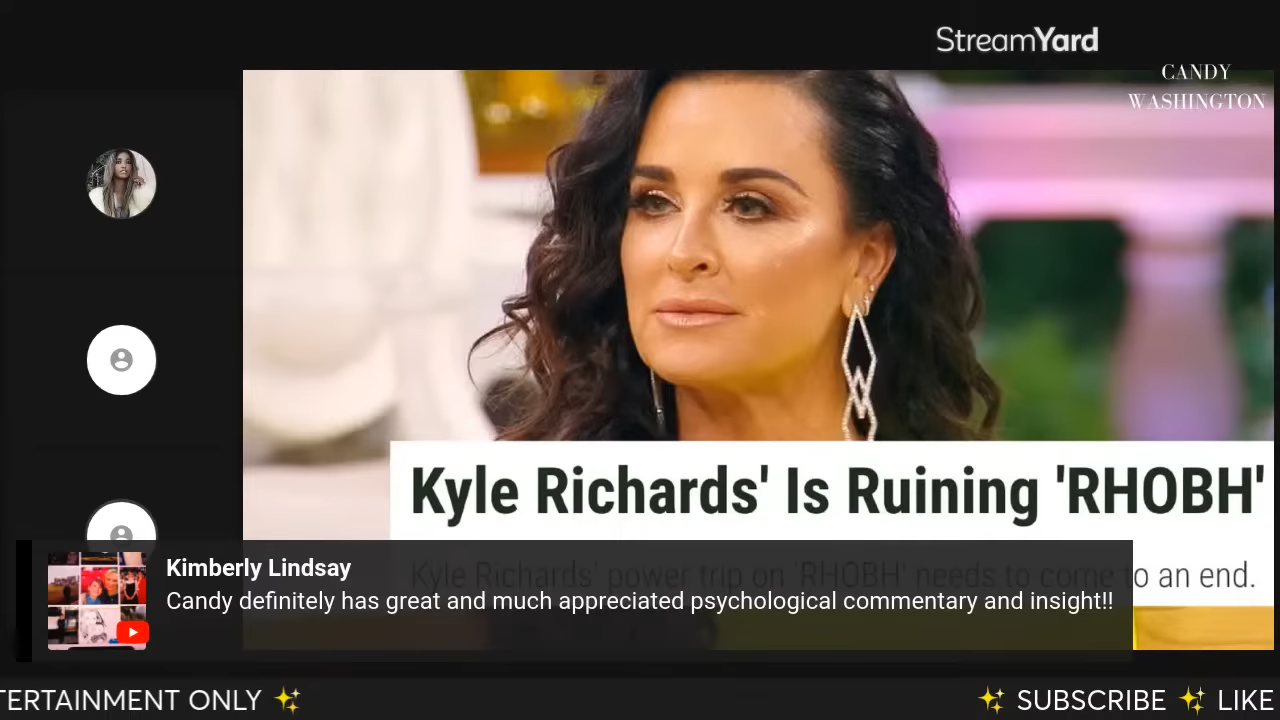 StreamYard
CANDY
WASHINGTON
Kyle Richards' Is Ruining 'RHOBH'
Kyle Richards' power trip on 'RHOBH' needs to come to an end.
Kimberly Lindsay
Candy definitely has great and much appreciated psychological commentary and insight!!
TERTAINMENT ONLY ✨ ✨ SUBSCRIBE ✨ LIKE